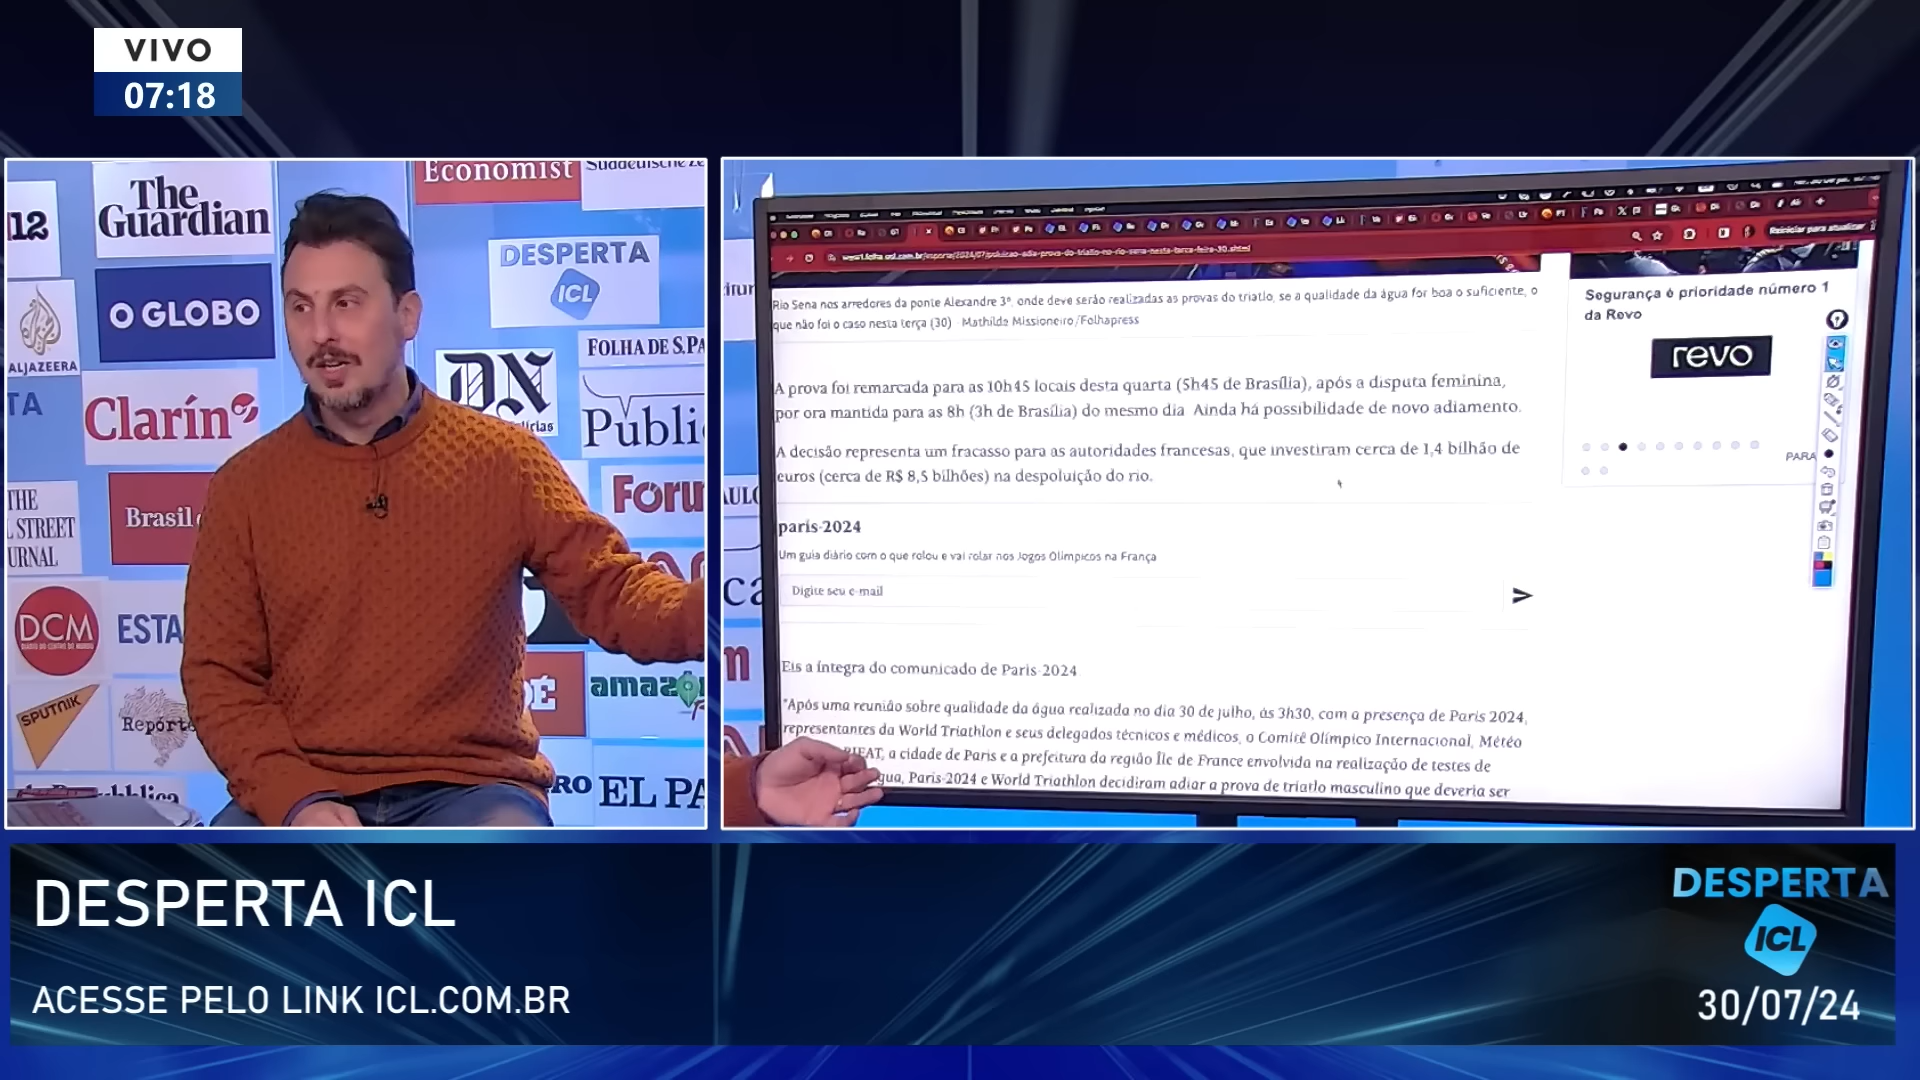 VIVO
07:18
12
The
Guardian
Economist
DESPERTA
ICL
O GLOBO
ALJAZEERA
FOLHA DE S.PA
DN
TA
Clarín
Públi
THE
STREET
URNAL
Brasil
Foru
DCM
ESTA
SPUTNIK
Repórte
amazo
EL PA
Rio Sena nos arredores da ponte Alexandre 3º, onde deve serão realizadas as provas do triatlo, se a qualidade da água for boa o suficiente, o
que não foi o caso nesta terça (30) Mathilde Missioneiro/Folhapress
A prova foi remarcada para as 10h45 locais desta quarta (5h45 de Brasília), após a disputa feminina,
por ora mantida para as 8h (3h de Brasília) do mesmo dia Ainda há possibilidade de novo adiamento.
A decisão representa um fracasso para as autoridades francesas, que investiram cerca de 1,4 bilhão de
euros (cerca de R$ 8,5 bilhões) na despoluição do rio.
paris-2024
Um guia diário com o que rolou e vai rolar nos Jogos Olímpicos na França
Digite seu e-mail
Eis a íntegra do comunicado de Paris-2024
"Após uma reunião sobre qualidade da água realizada no dia 30 de julho, às 3h30, com a presença de Paris 2024,
representantes da World Triathlon e seus delegados técnicos e médicos, o Comitê Olímpico Internacional, Météo
a cidade de Paris e a prefeitura da região Île de France envolvida na realização de testes de
gua, Paris-2024 e World Triathlon decidiram adiar a prova de triatlo masculino que deveria ser
Segurança é prioridade número 1
da Revo
revo
PARA
DESPERTA ICL
ACESSE PELO LINK ICL.COM.BR
DESPERTA
ICL
30/07/24